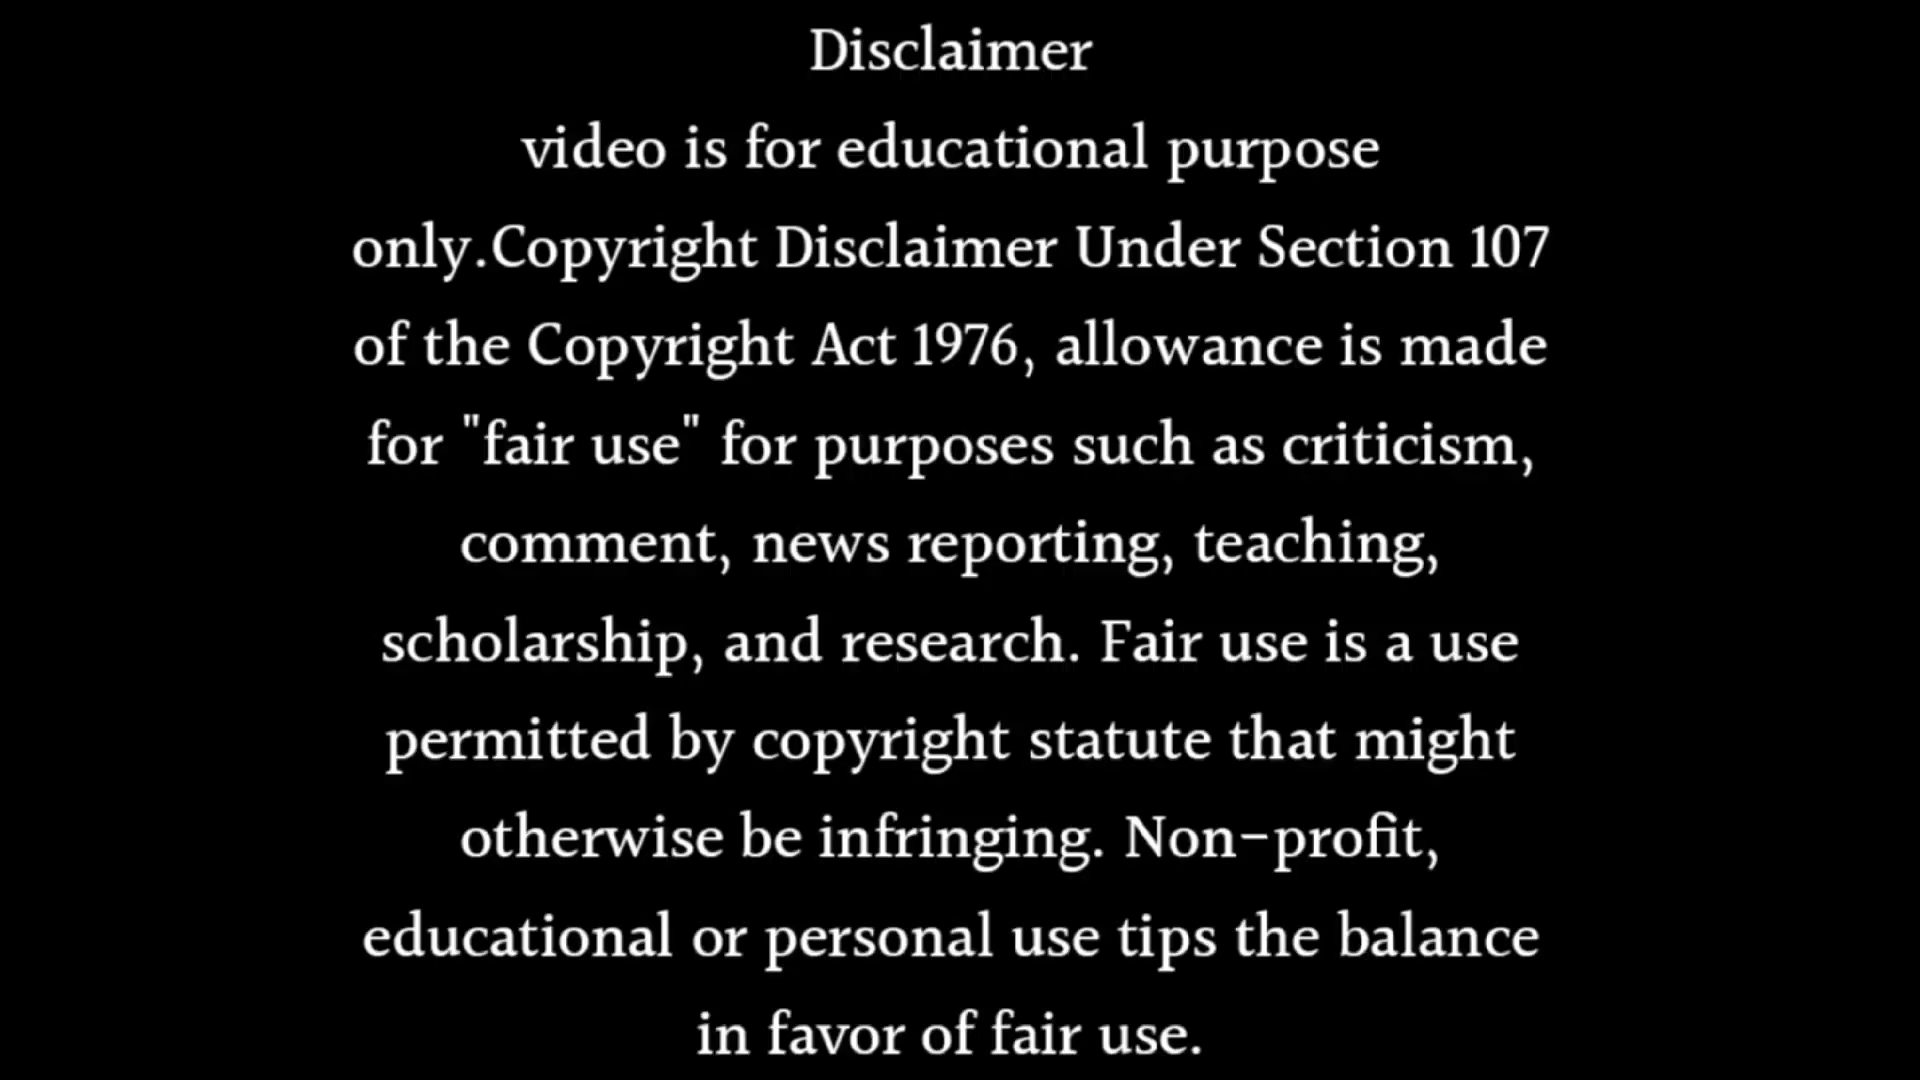 Disclaimer
video is for educational purpose
only.Copyright Disclaimer Under Section 107
of the Copyright Act 1976, allowance is made
for "fair use" for purposes such as criticism,
comment, news reporting, teaching,
scholarship, and research. Fair use is a use
permitted by copyright statute that might
otherwise be infringing. Non-profit,
educational or personal use tips the balance
in favor of fair use.